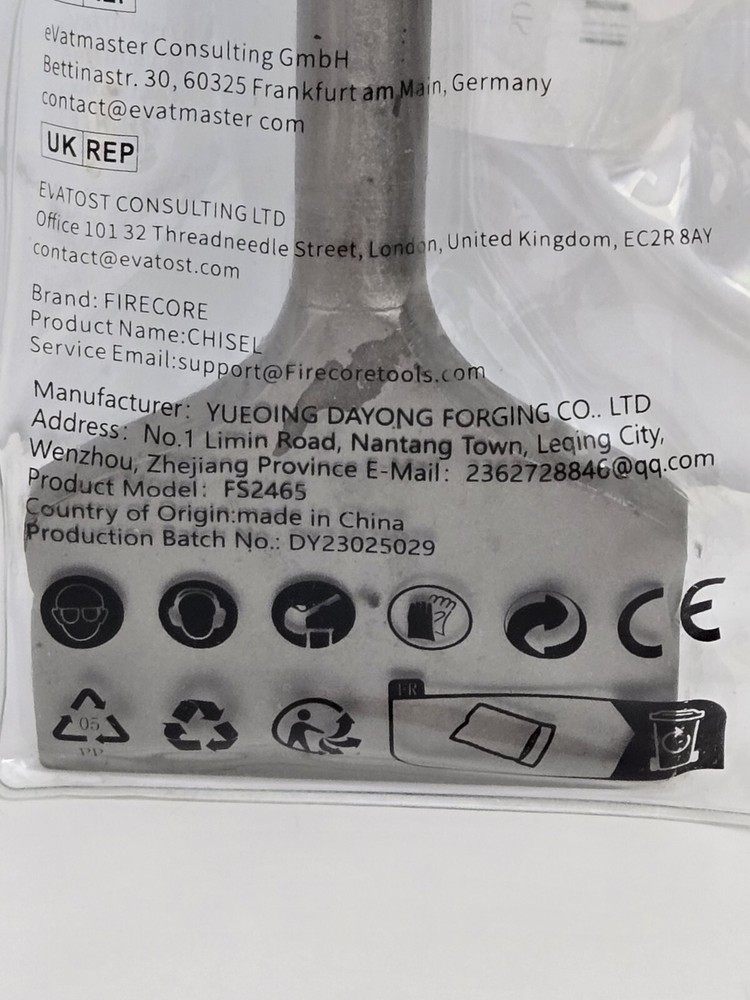 eVatmaster Consulting GmbH
Bettinastr. 30, 60325 Frankfurt am Main, Germany
contact@evatmaster com
UK REP
EVATOST CONSULTING LTD
Office 101 32 Threadneedle Street, London, United Kingdom, EC2R 8AY
contact@evatost.com
Brand: FIRECORE
Product Name:CHISEL
Service Email:support@Firecoretools.com
Manufacturer: YUEQING DAYONG FORGING CO.. LTD
Address: No.1 Limin Road, Nantang Town, Leqing City,
Wenzhou, Zhejiang Province E-Mail: 2362728846@qq.com
Product Model: FS2465
Country of Origin:made in China
Production Batch No.: DY23025029
CE
FR
05
PP